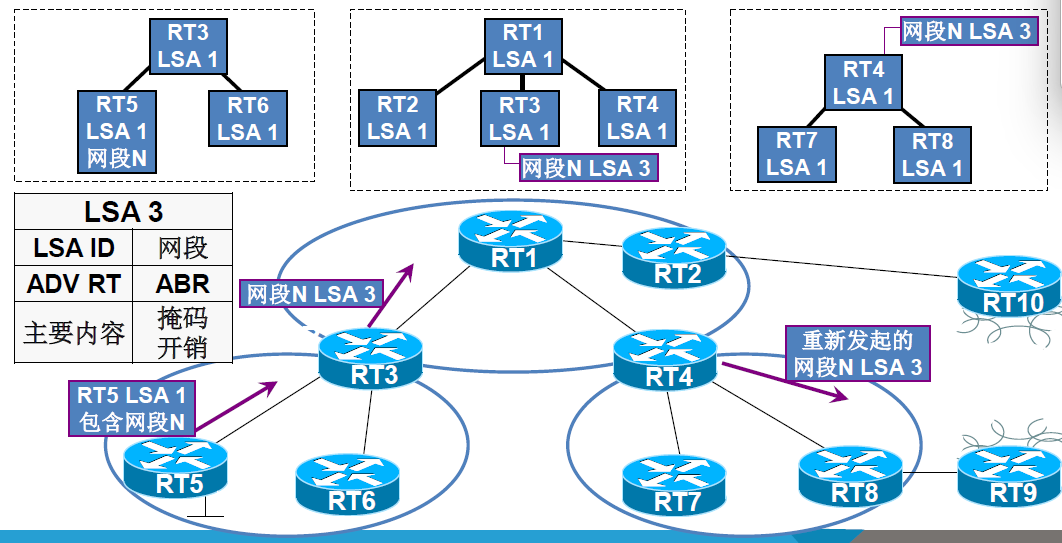 RT3
LSA 1
RT5
LSA 1
网段N
RT6
LSA 1
RT1
LSA 1
RT2
LSA 1
RT3
LSA 1
RT4
LSA 1
网段N LSA 3
网段N LSA 3
RT4
LSA 1
RT7
LSA 1
RT8
LSA 1
LSA 3
LSA ID 网段
ADV RT ABR
主要内容 掩码
开销
RT1
RT2
RT10
网段N LSA 3
RT3
RT4
重新发起的
网段N LSA 3
RT5 LSA 1
包含网段N
RT5
RT6
RT7
RT8
RT9